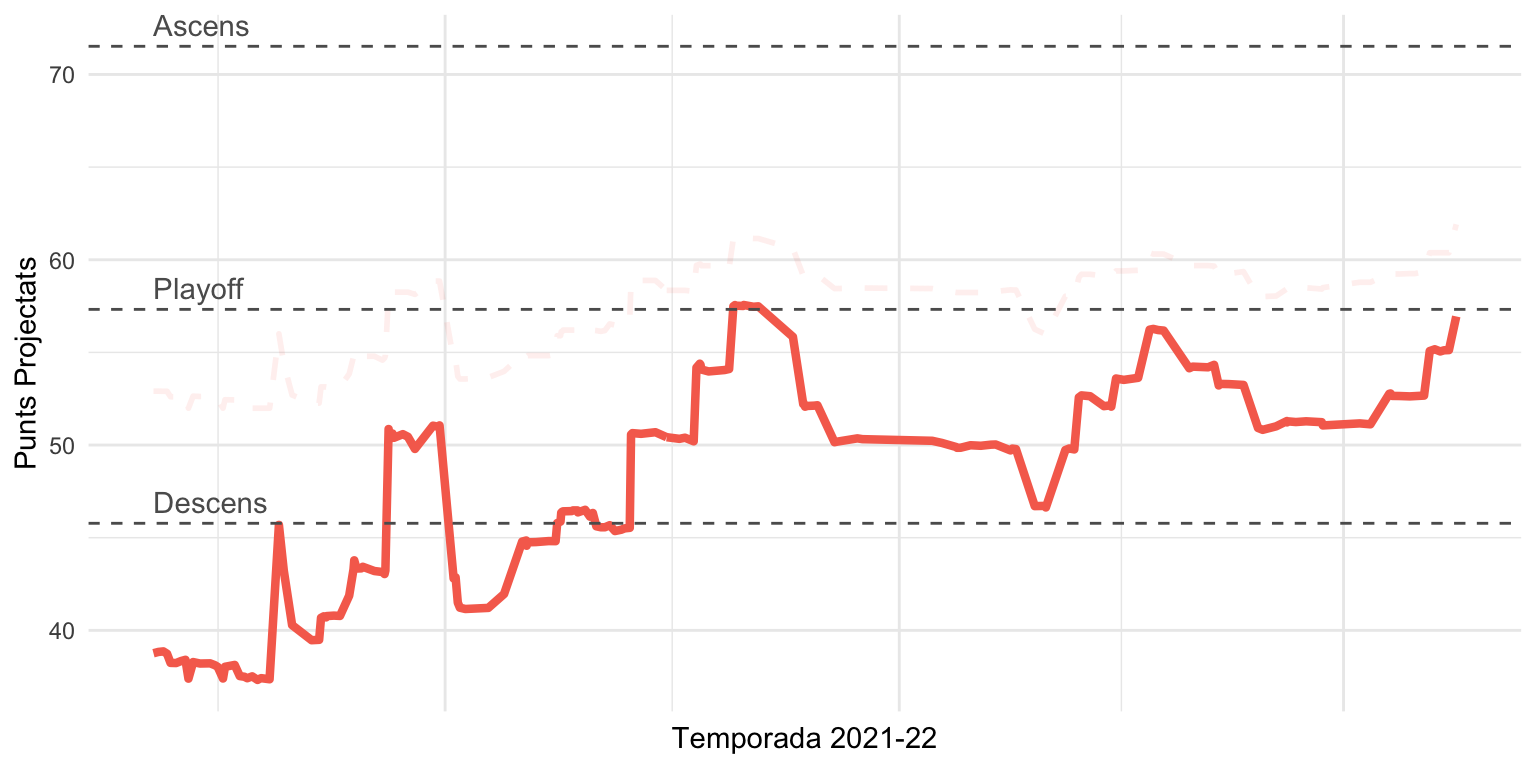 Ascens
70
60
Playoff
50
Descens
40
Punts Projectats
Temporada 2021-22